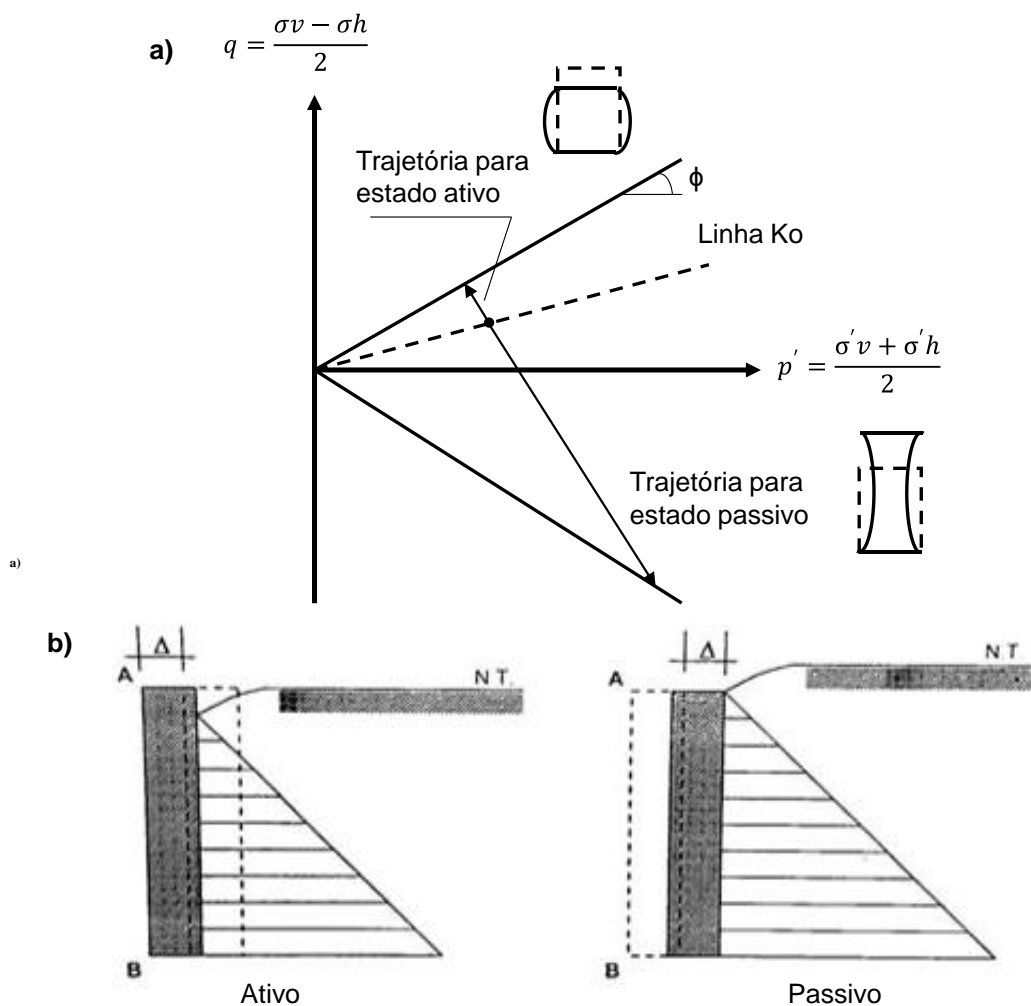 a) q = (σv − σh)/2
Trajetória para
estado ativo
ϕ
Linha Ko
p′ = (σ′v + σ′h)/2
Trajetória para
estado passivo
a)
b)
Δ
A
N.T.
B
Ativo
Δ
A
N.T.
B
Passivo